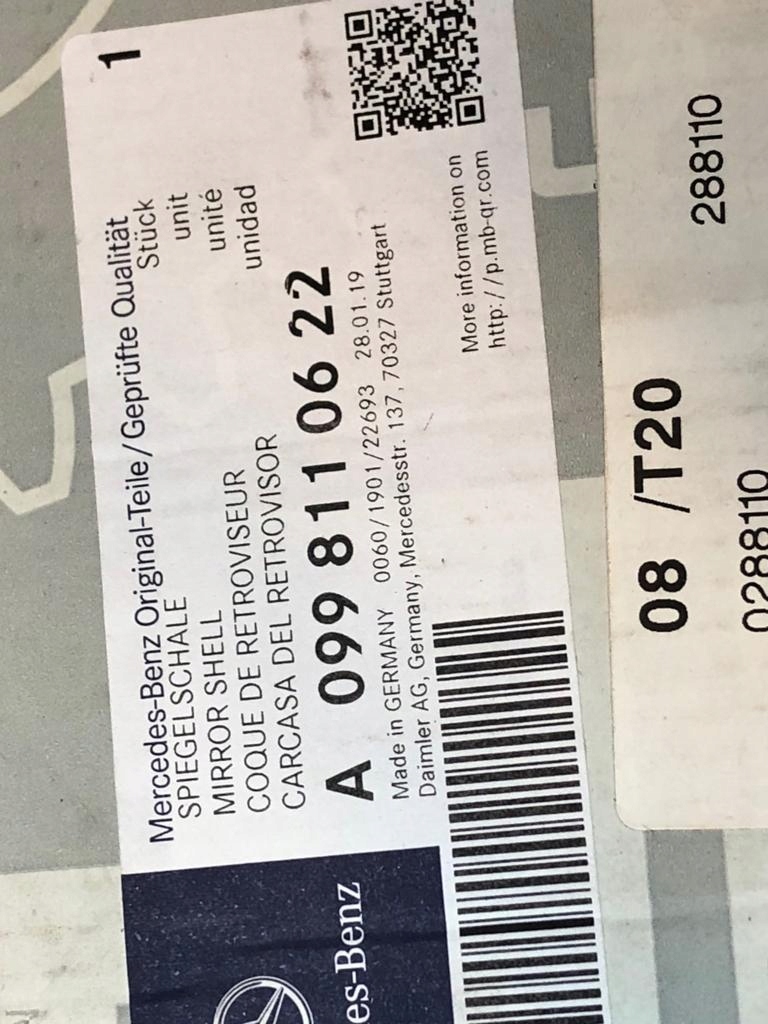 1
Mercedes-Benz Original-Teile/Geprüfte Qualität
SPIEGELSCHALE Stück
MIRROR SHELL unit
COQUE DE RETROVISEUR unité
CARCASA DEL RETROVISOR unidad
A 099 811 06 22
Made in GERMANY 0060/1901/22693 28.01.19
Daimler AG, Germany, Mercedesstr. 137, 70327 Stuttgart
More information on
http://p.mb-qr.com
es-Benz
08 /T20
288110
0288110